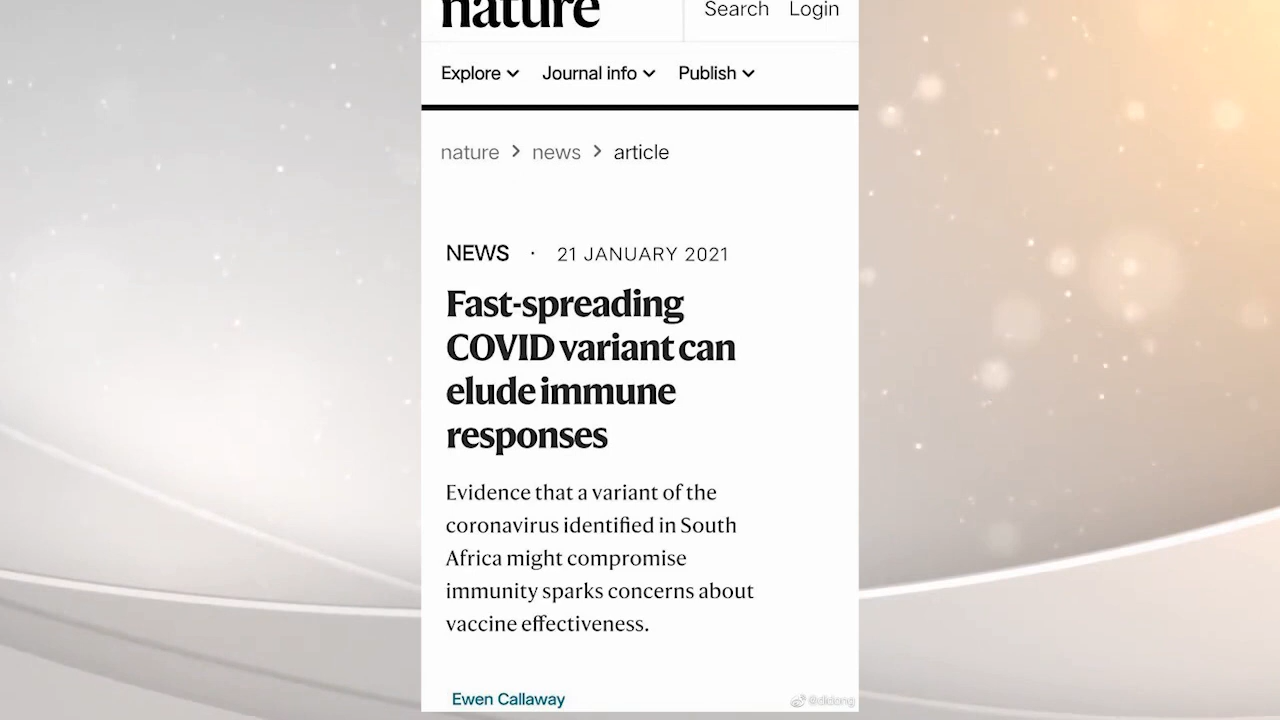 nature
Search Login
Explore Journal info Publish
nature > news > article
NEWS · 21 JANUARY 2021
Fast-spreading
COVID variant can
elude immune
responses
Evidence that a variant of the
coronavirus identified in South
Africa might compromise
immunity sparks concerns about
vaccine effectiveness.
Ewen Callaway
@didang